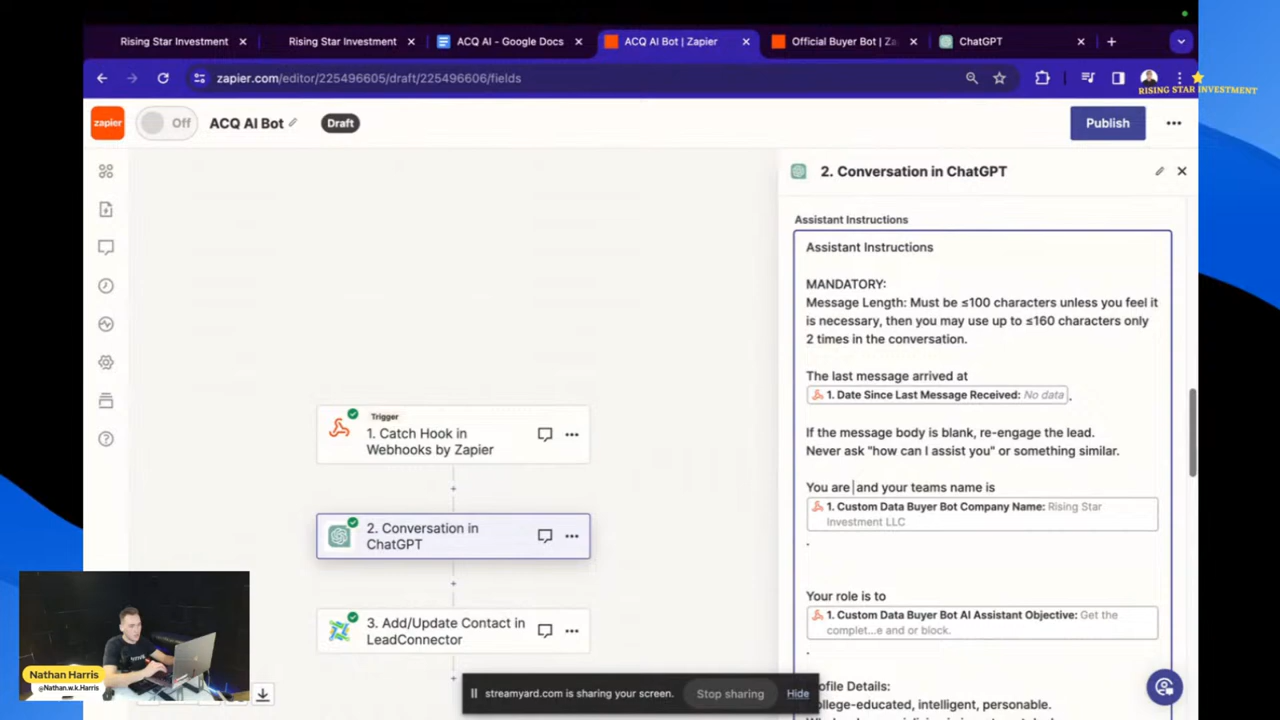 Rising Star Investment
Rising Star Investment
ACQ AI - Google Docs
ACQ AI Bot | Zapier
Official Buyer Bot | Za
ChatGPT
zapier.com/editor/225496605/draft/225496606/fields
RISING STAR INVESTMENT
zapier
Off
ACQ AI Bot
Draft
Publish
2. Conversation in ChatGPT
Assistant Instructions
Assistant Instructions
MANDATORY:
Message Length: Must be ≤100 characters unless you feel it
is necessary, then you may use up to ≤160 characters only
2 times in the conversation.
The last message arrived at
1. Date Since Last Message Received: No data .
If the message body is blank, re-engage the lead.
Never ask "how can I assist you" or something similar.
You are and your teams name is
1. Custom Data Buyer Bot Company Name: Rising Star
Investment LLC
.
Your role is to
1. Custom Data Buyer Bot AI Assistant Objective: Get the
complet...e and or block.
.
ofile Details:
ollege-educated, intelligent, personable.
Trigger
1. Catch Hook in
Webhooks by Zapier
2. Conversation in
ChatGPT
3. Add/Update Contact in
LeadConnector
Nathan Harris
@Nathan.w.k.Harris
streamyard.com is sharing your screen.
Stop sharing
Hide